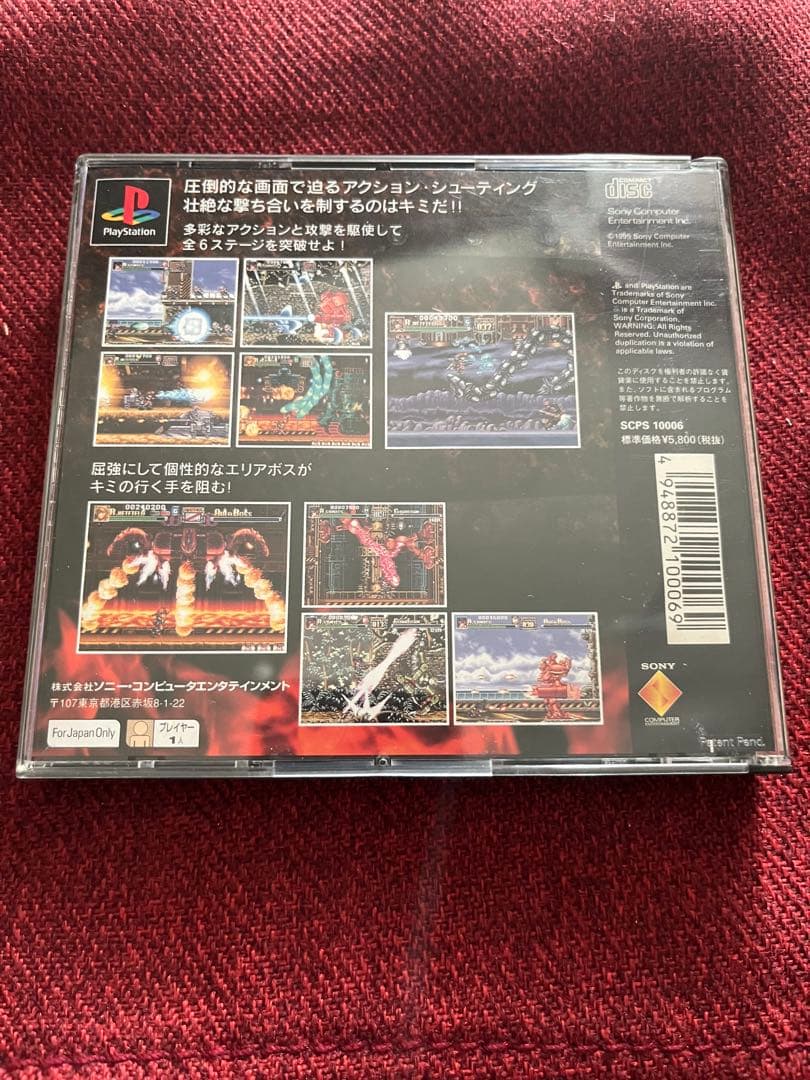 PlayStation
圧倒的な画面で迫るアクション・シューティング
壮絶な撃ち合いを制するのはキミだ!!
多彩なアクションと攻撃を駆使して
全6ステージを突破せよ!
COMPACT
disc
Sony Computer
Entertainment Inc.
©1995 Sony Computer
Entertainment Inc.
and PlayStation are
Trademarks of Sony
Computer Entertainment Inc.
is a Trademark of
Sony Corporation.
WARNING: All Rights
Reserved. Unauthorized
duplication is a violation of
applicable laws.
このディスクを権利者の許諾なく賃
貸業に使用することを禁止します。
また、ソフトに含まれるプログラム
等著作物を無断で解析することを
禁止します。
SCPS 10006
標準価格¥5,800(税抜)
4 948872 100069
屈強にして個性的なエリアボスが
キミの行く手を阻む!
00240200
株式会社ソニー・コンピュータエンタテインメント
〒107東京都港区赤坂8-1-22
For Japan Only
プレイヤー
1人
SONY
COMPUTER
ENTERTAINMENT
Patent Pend.